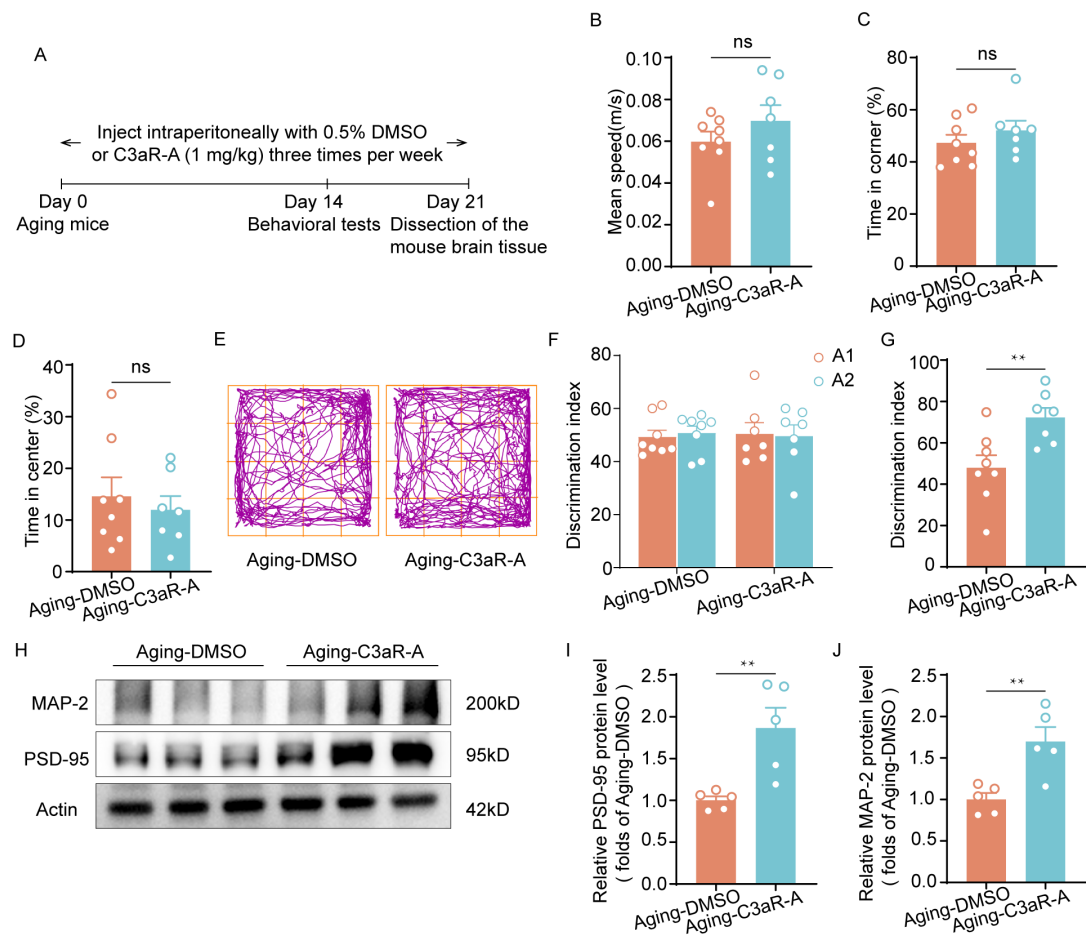 A
Inject intraperitoneally with 0.5% DMSO
or C3aR-A (1 mg/kg) three times per week
Day 0
Aging mice
Day 14
Behavioral tests
Day 21
Dissection of the
mouse brain tissue
B
ns
Mean speed(m/s)
0.10
0.08
0.06
0.04
0.02
0.00
Aging-DMSO
Aging-C3aR-A
C
ns
Time in corner (%)
80
60
40
20
0
Aging-DMSO
Aging-C3aR-A
D
ns
Time in center (%)
40
30
20
10
0
Aging-DMSO
Aging-C3aR-A
E
Aging-DMSO
Aging-C3aR-A
F
A1
A2
Discrimination index
80
60
40
20
0
Aging-DMSO
Aging-C3aR-A
G
**
Discrimination index
100
80
60
40
20
0
Aging-DMSO
Aging-C3aR-A
H
Aging-DMSO
Aging-C3aR-A
MAP-2
200kD
PSD-95
95kD
Actin
42kD
I
**
Relative PSD-95 protein level
( folds of Aging-DMSO )
2.5
2.0
1.5
1.0
0.5
0.0
Aging-DMSO
Aging-C3aR-A
J
**
Relative MAP-2 protein level
( folds of Aging-DMSO )
2.5
2.0
1.5
1.0
0.5
0.0
Aging-DMSO
Aging-C3aR-A